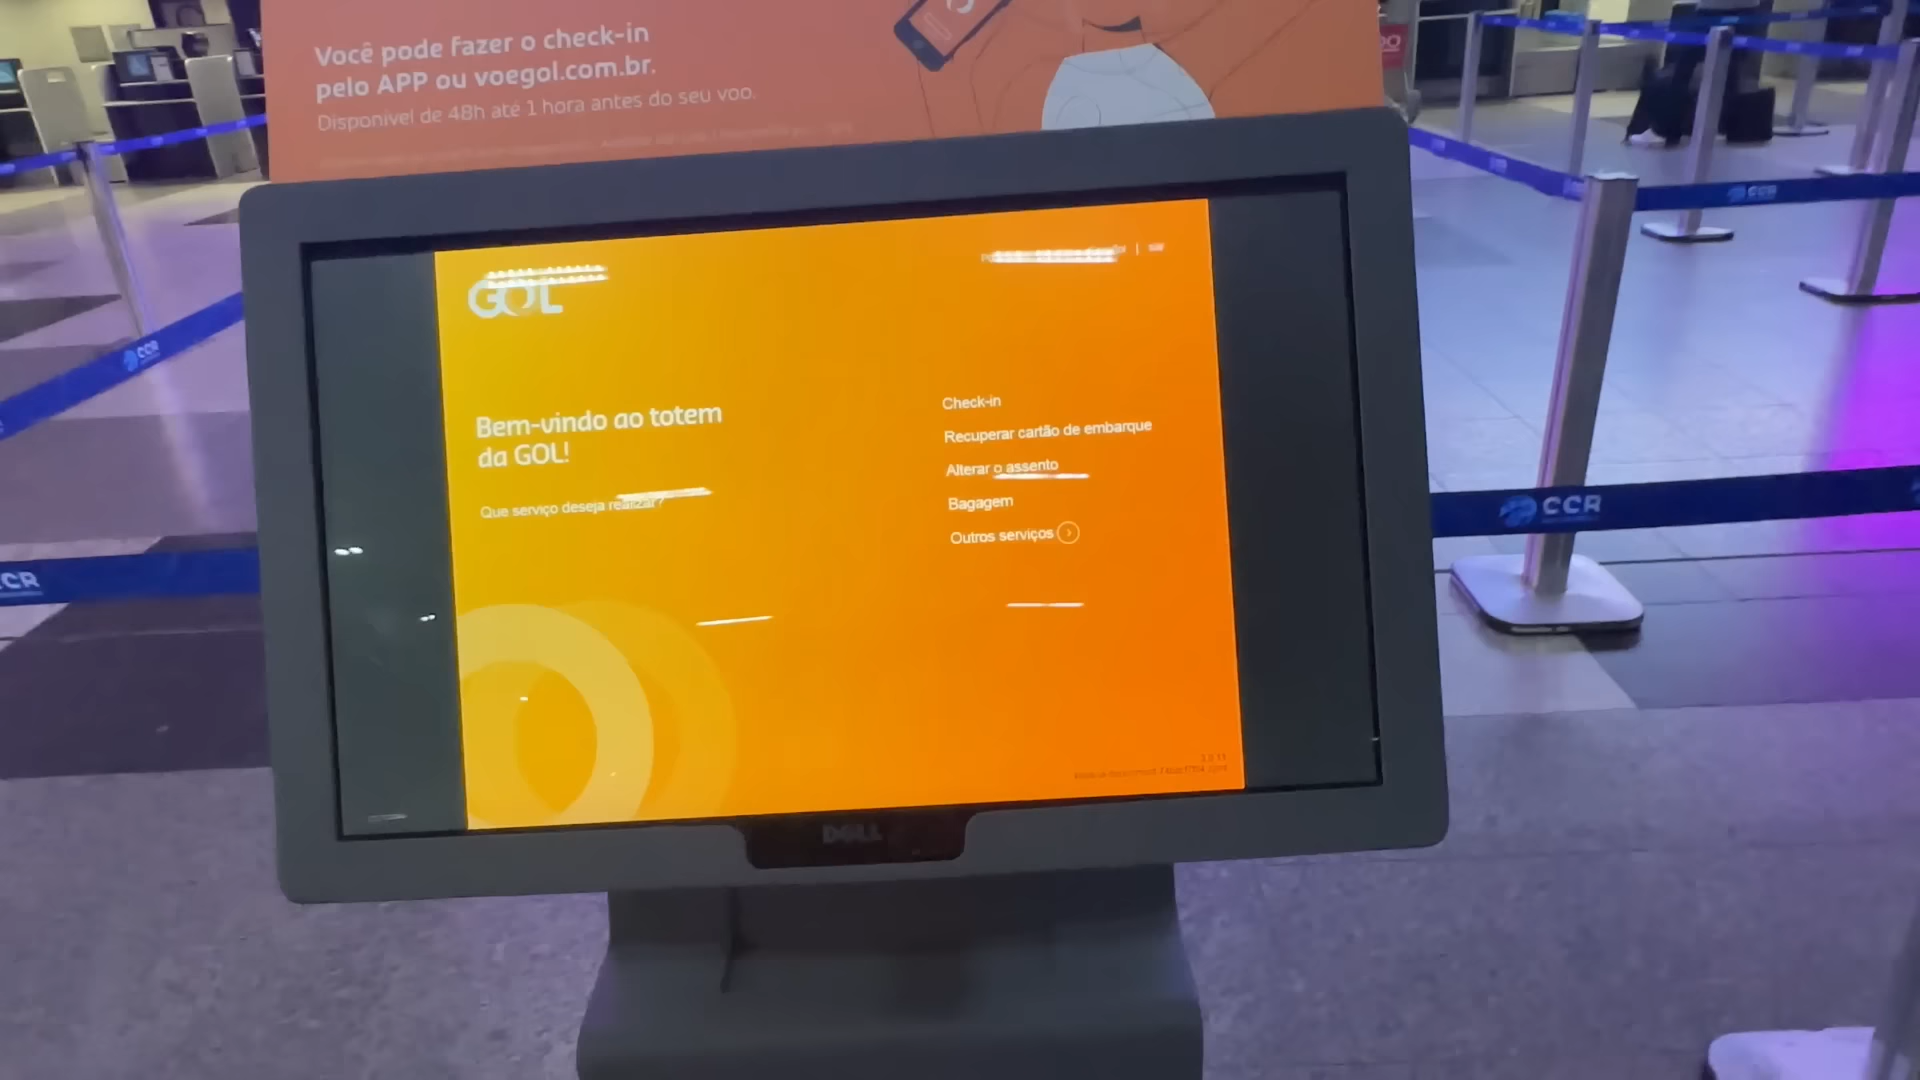 Você pode fazer o check-in
pelo APP ou voegol.com.br.
Disponível de 48h até 1 hora antes do seu voo.
GOL
Bem-vindo ao totem
da GOL!
Que serviço deseja realizar?
Check-in
Recuperar cartão de embarque
Alterar o assento
Bagagem
Outros serviços
DELL
CCR
CCR
CCR
CCR